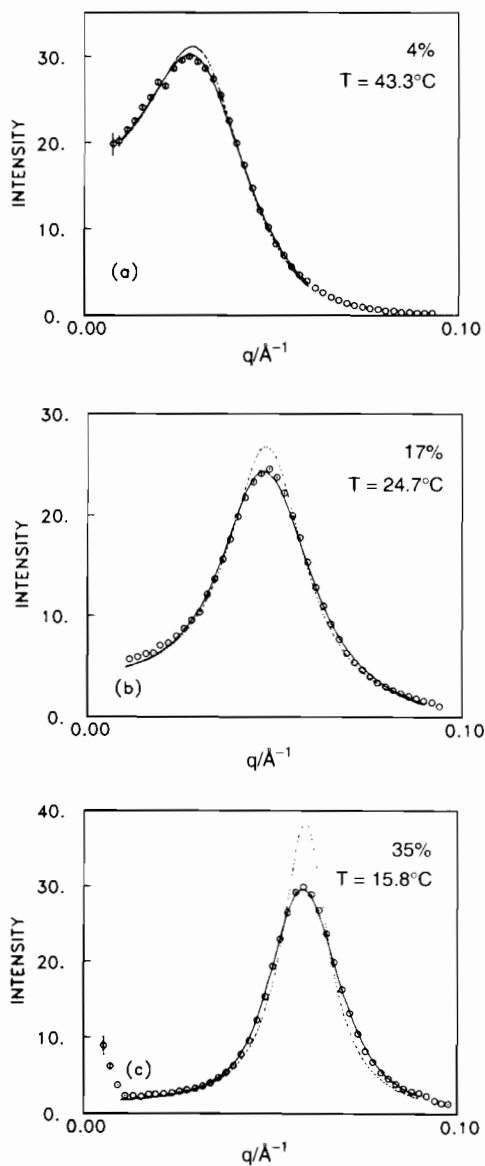 30.
4%
T = 43.3°C
20.
INTENSITY
10.
(a)
0.
0.00
0.10
q/Å⁻¹
30.
17%
T = 24.7°C
20.
INTENSITY
10.
(b)
0.
0.00
0.10
q/Å⁻¹
40.
35%
T = 15.8°C
30.
INTENSITY
20.
10.
(c)
0.
0.00
0.10
q/Å⁻¹